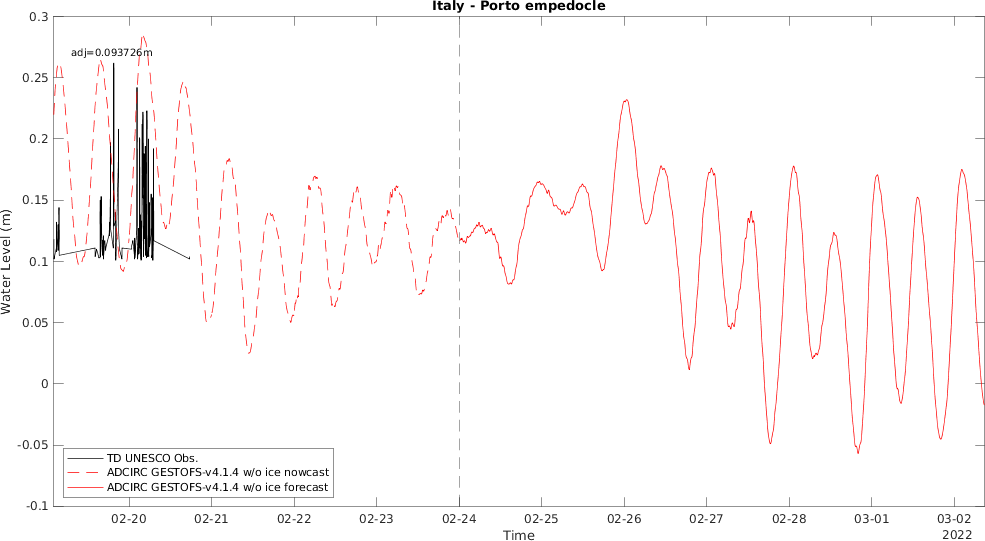 Italy - Porto empedocle
0.3
adj=0.093726m
0.25
0.2
0.15
0.1
0.05
0
-0.05
-0.1
Water Level (m)
TD UNESCO Obs.
ADCIRC GESTOFS-v4.1.4 w/o ice nowcast
ADCIRC GESTOFS-v4.1.4 w/o ice forecast
02-20 02-21 02-22 02-23 02-24 02-25 02-26 02-27 02-28 03-01 03-02
Time
2022